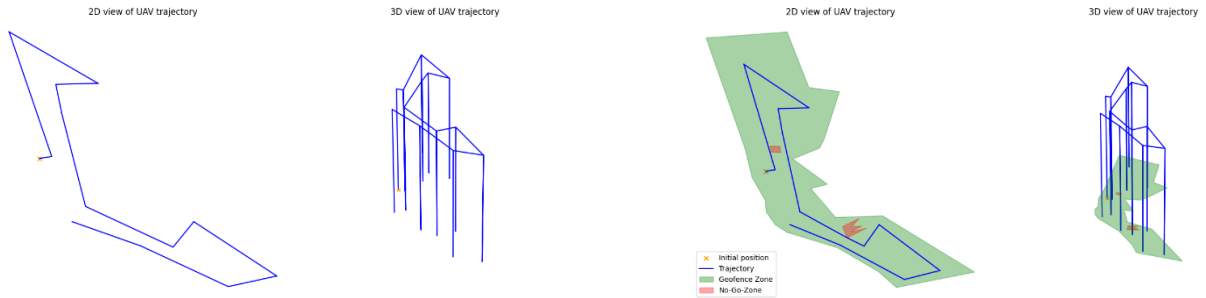 2D view of UAV trajectory
3D view of UAV trajectory
2D view of UAV trajectory
3D view of UAV trajectory
Initial position
Trajectory
Geofence Zone
No-Go-Zone